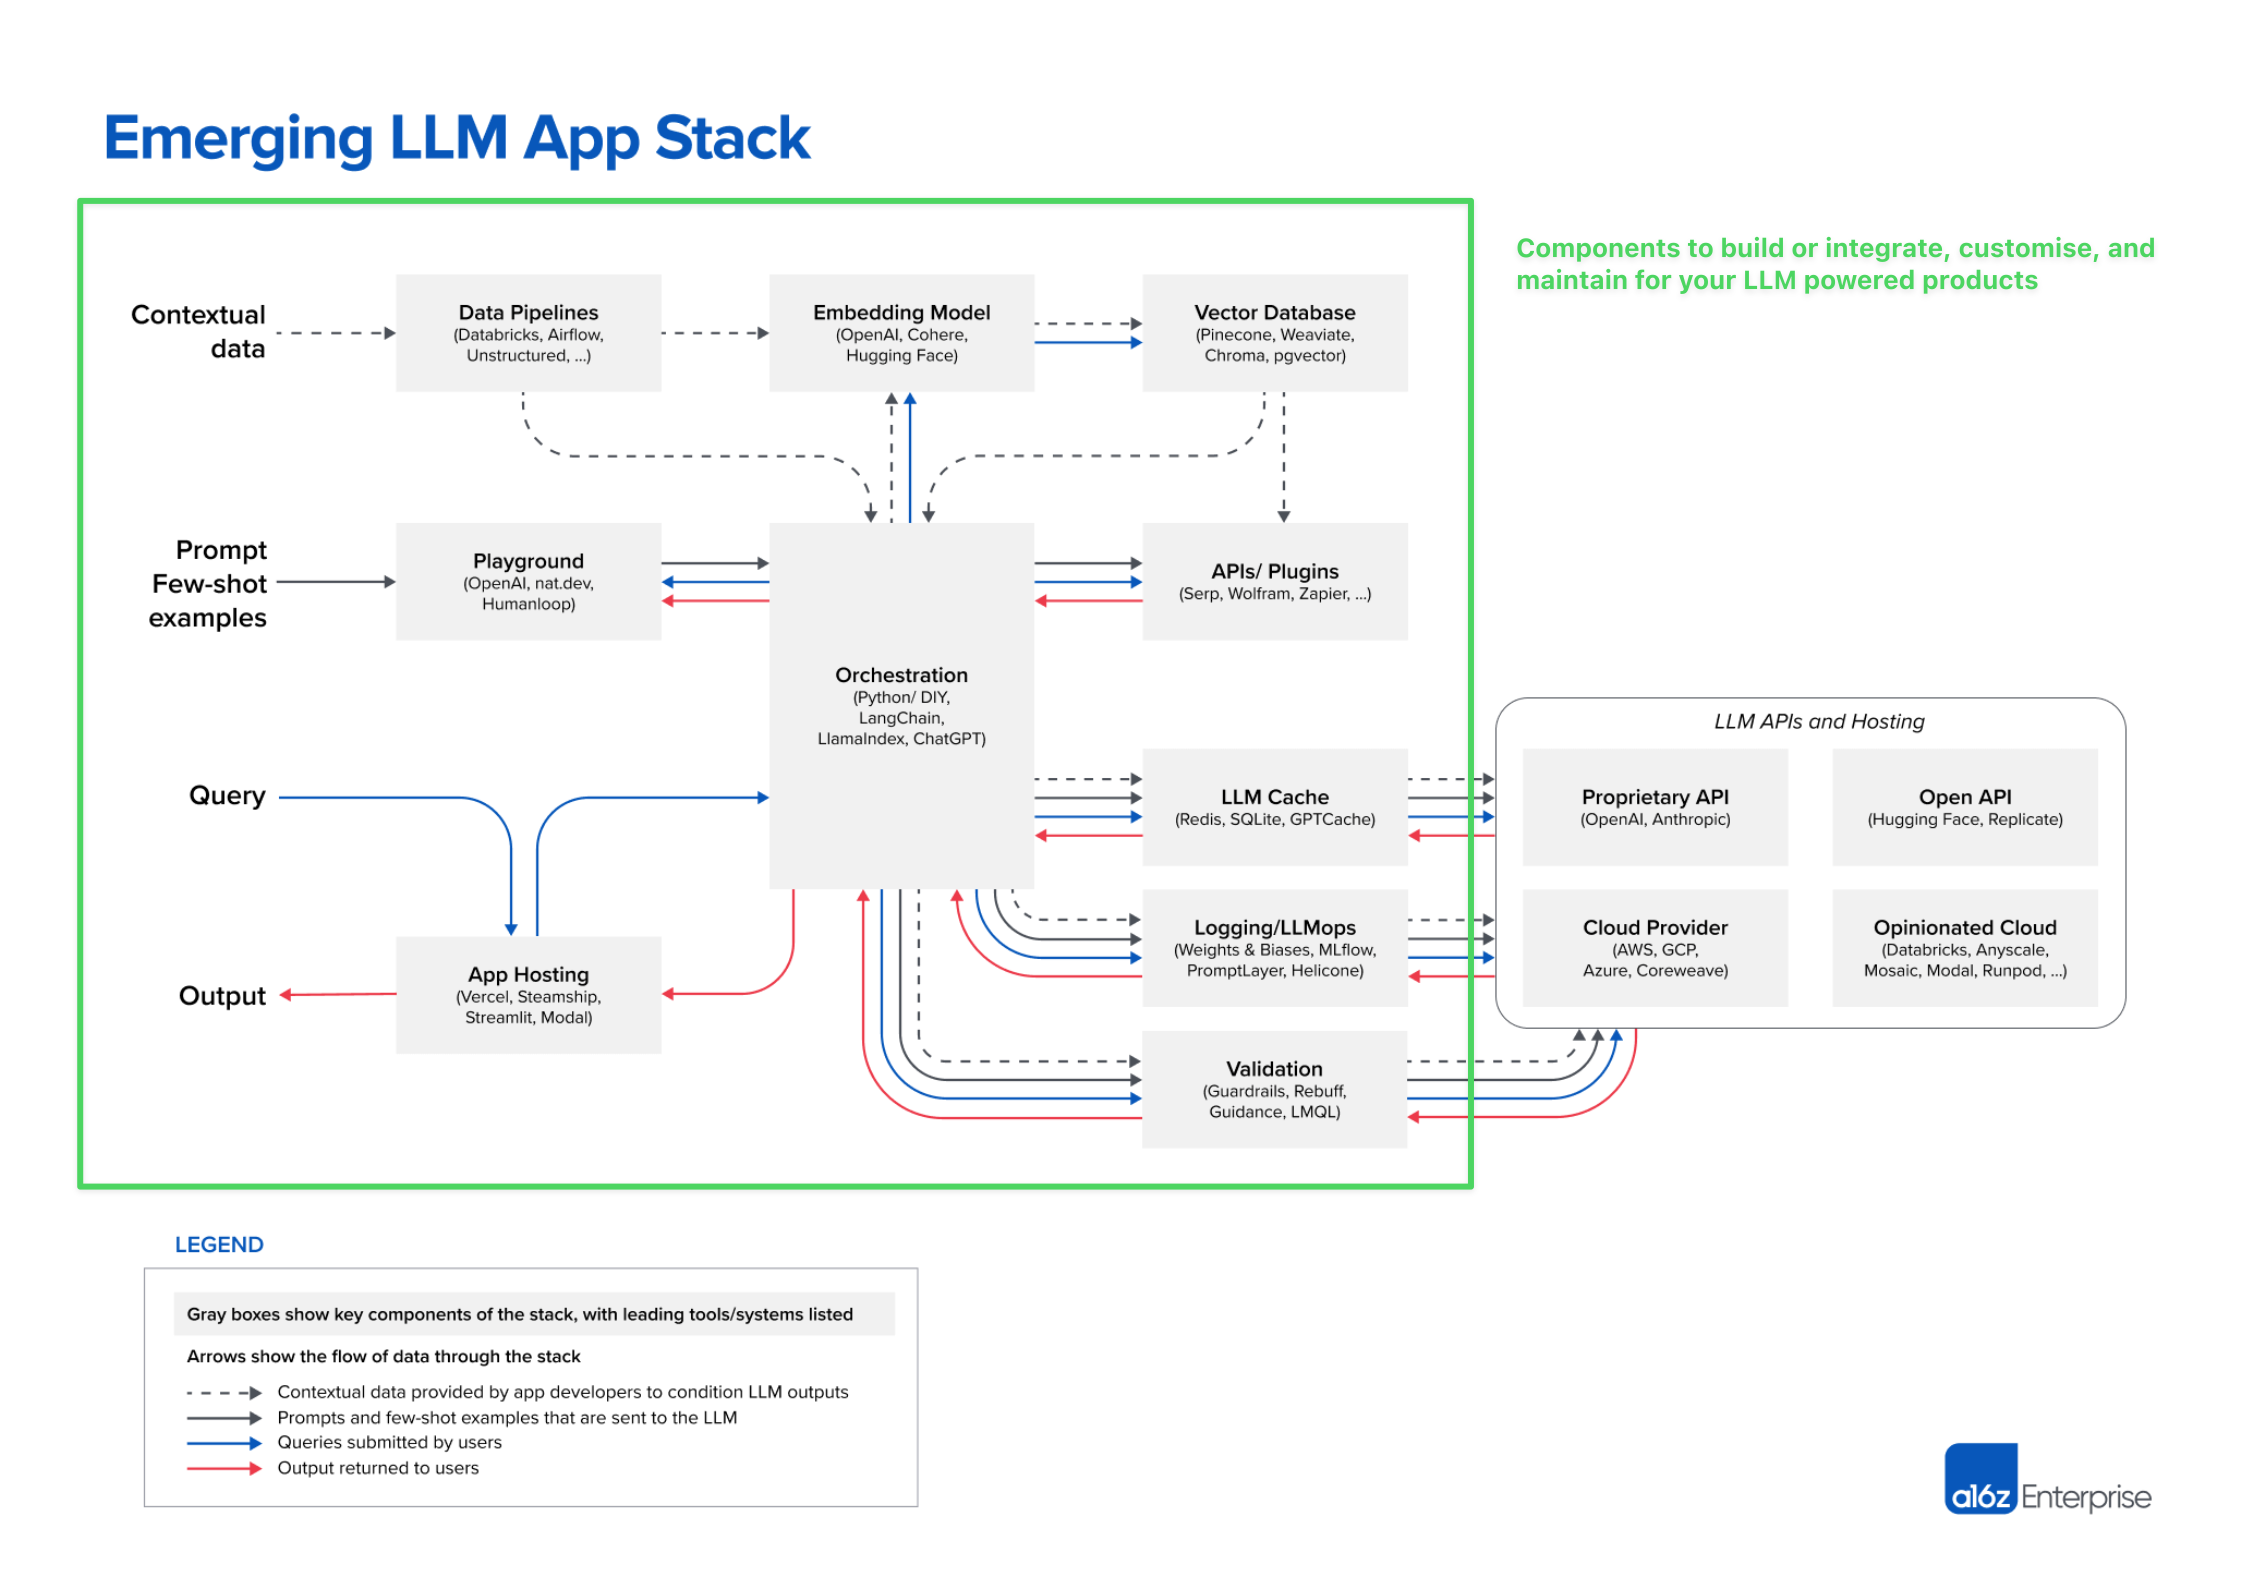 Emerging LLM App Stack
Components to build or integrate, customise, and
maintain for your LLM powered products
Contextual
data
Data Pipelines
(Databricks, Airflow,
Unstructured, ...)
Embedding Model
(OpenAI, Cohere,
Hugging Face)
Vector Database
(Pinecone, Weaviate,
Chroma, pgvector)
Prompt
Few-shot
examples
Playground
(OpenAI, nat.dev,
Humanloop)
Orchestration
(Python/ DIY,
LangChain,
LlamaIndex, ChatGPT)
APIs/ Plugins
(Serp, Wolfram, Zapier, ...)
Query
LLM Cache
(Redis, SQLite, GPTCache)
LLM APIs and Hosting
Proprietary API
(OpenAI, Anthropic)
Open API
(Hugging Face, Replicate)
Output
App Hosting
(Vercel, Steamship,
Streamlit, Modal)
Logging/LLMops
(Weights & Biases, MLflow,
PromptLayer, Helicone)
Cloud Provider
(AWS, GCP,
Azure, Coreweave)
Opinionated Cloud
(Databricks, Anyscale,
Mosaic, Modal, Runpod, ...)
Validation
(Guardrails, Rebuff,
Guidance, LMQL)
LEGEND
Gray boxes show key components of the stack, with leading tools/systems listed
Arrows show the flow of data through the stack
Contextual data provided by app developers to condition LLM outputs
Prompts and few-shot examples that are sent to the LLM
Queries submitted by users
Output returned to users
a16z Enterprise